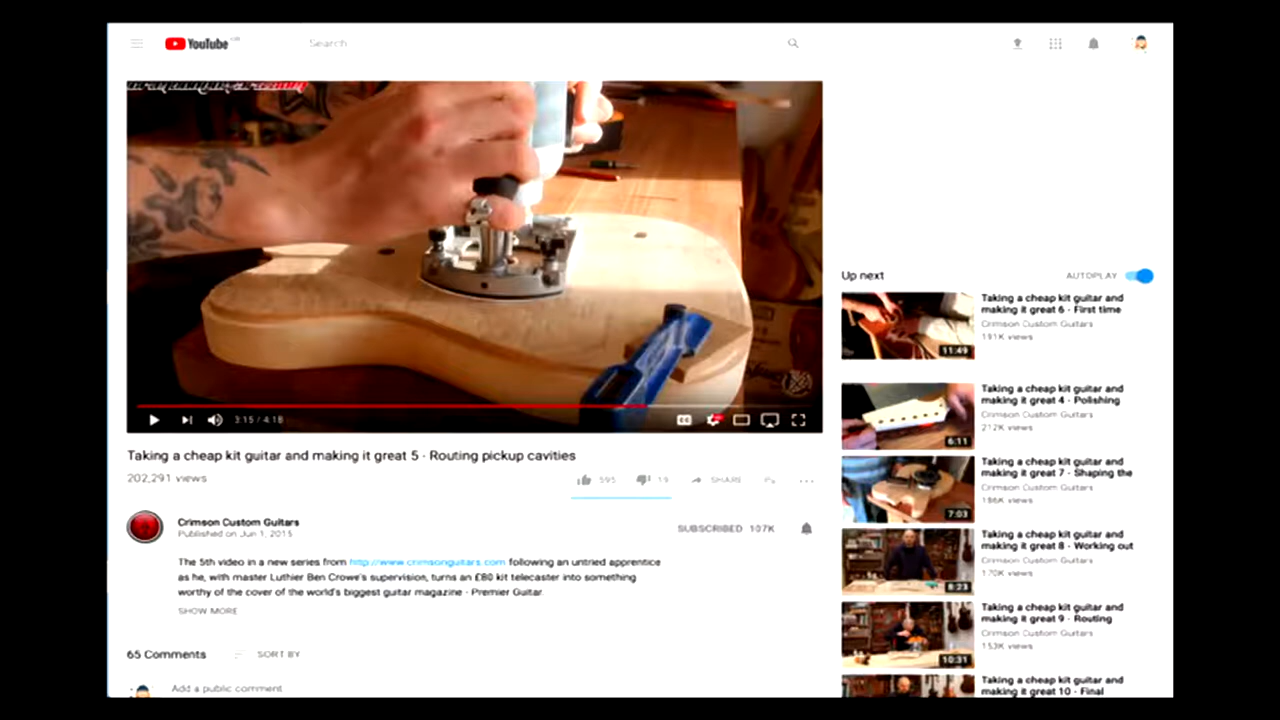 YouTube
Search
3:15 / 4:18
CC
Taking a cheap kit guitar and making it great 5 - Routing pickup cavities
202,291 views
595
19
SHARE
Crimson Custom Guitars
Published on Jun 1, 2015
SUBSCRIBED 107K
The 5th video in a new series from http://www.crimsonguitars.com following an untried apprentice
as he, with master Luthier Ben Crowe's supervision, turns an £80 kit telecaster into something
worthy of the cover of the world's biggest guitar magazine - Premier Guitar.
SHOW MORE
65 Comments
SORT BY
Add a public comment
Up next
AUTOPLAY
Taking a cheap kit guitar and
making it great 6 - First time
Crimson Custom Guitars
191K views
11:49
Taking a cheap kit guitar and
making it great 4 - Polishing
Crimson Custom Guitars
212K views
6:11
Taking a cheap kit guitar and
making it great 7 - Shaping the
Crimson Custom Guitars
186K views
7:03
Taking a cheap kit guitar and
making it great 8 - Working out
Crimson Custom Guitars
170K views
8:23
Taking a cheap kit guitar and
making it great 9 - Routing
Crimson Custom Guitars
153K views
10:31
Taking a cheap kit guitar and
making it great 10 - Final